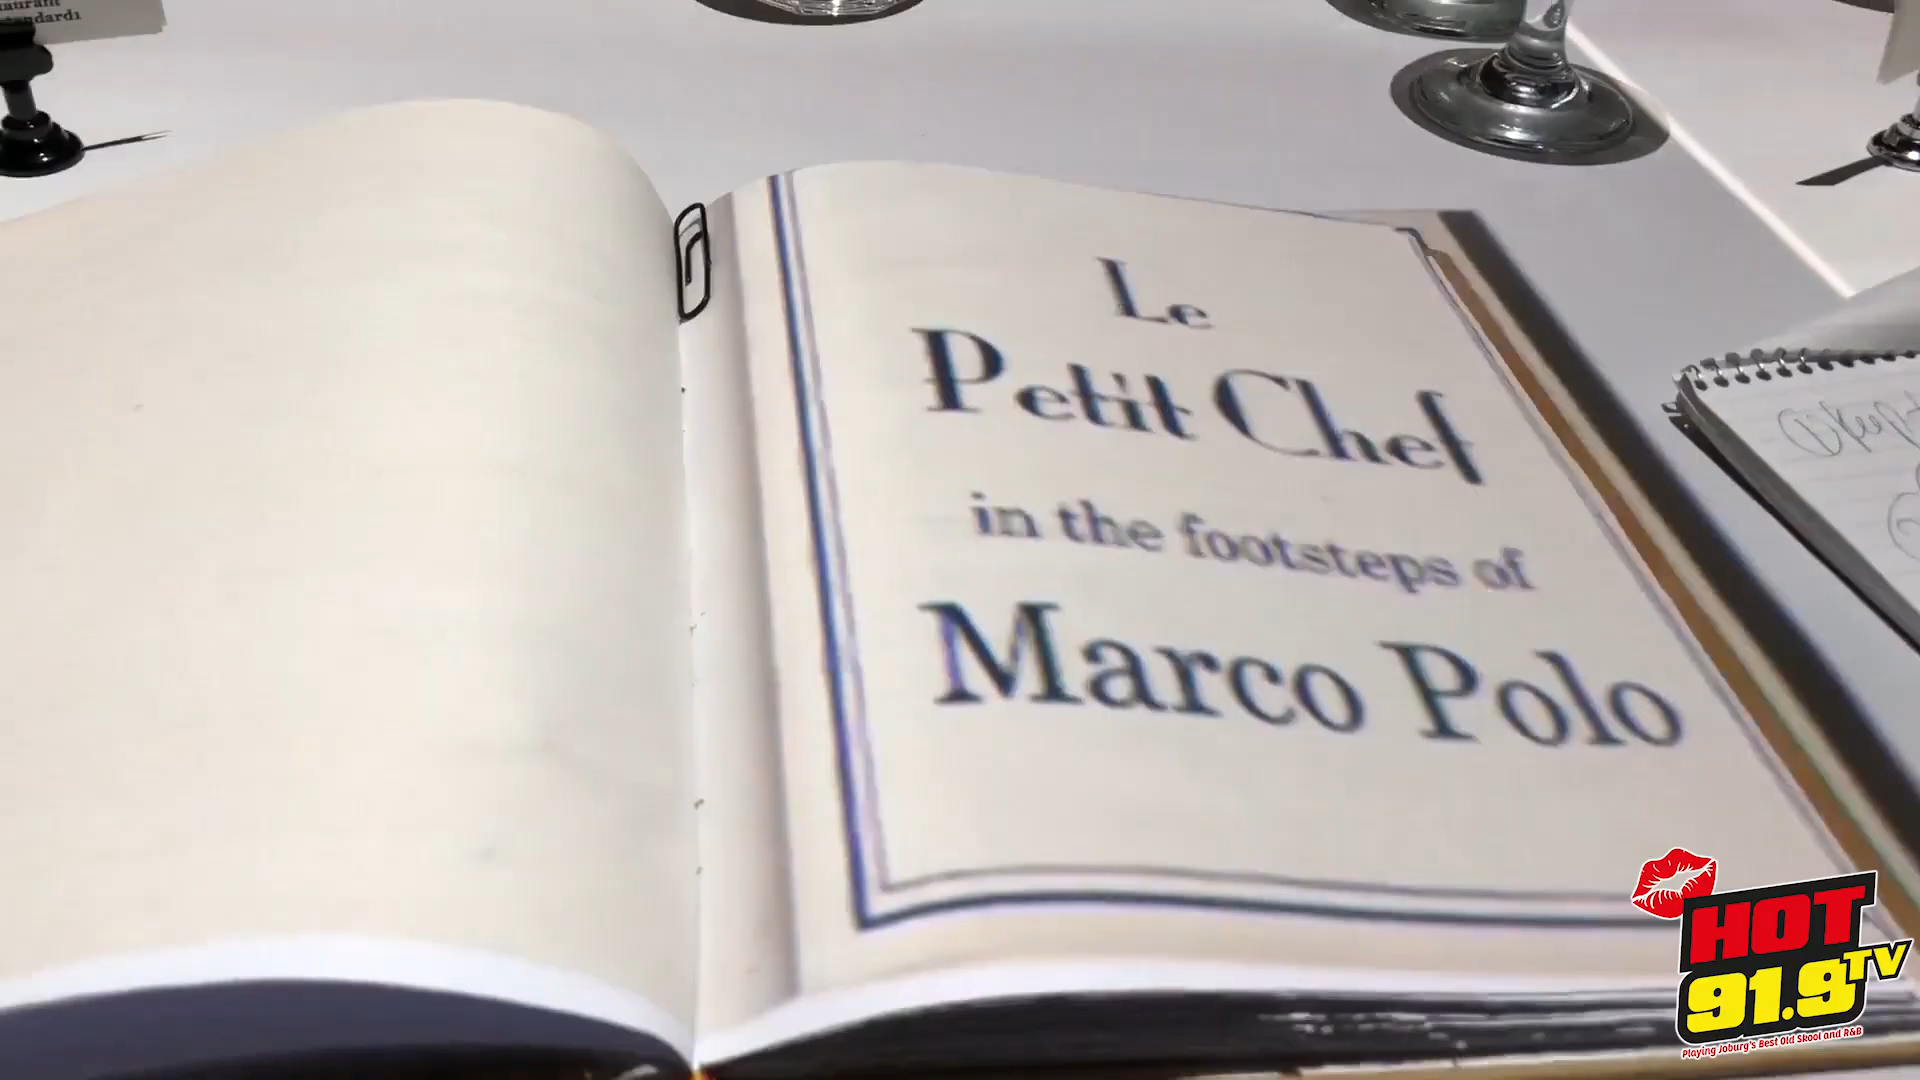 Le
Petit Chef
in the footsteps of
Marco Polo
HOT
91.9 TV
Playing Joburg's Best Old Skool and R&B